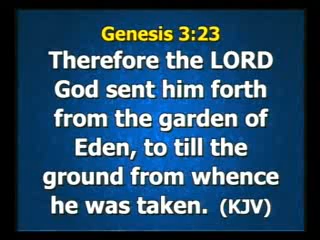 Genesis 3:23
Therefore the LORD
God sent him forth
from the garden of
Eden, to till the
ground from whence
he was taken. (KJV)